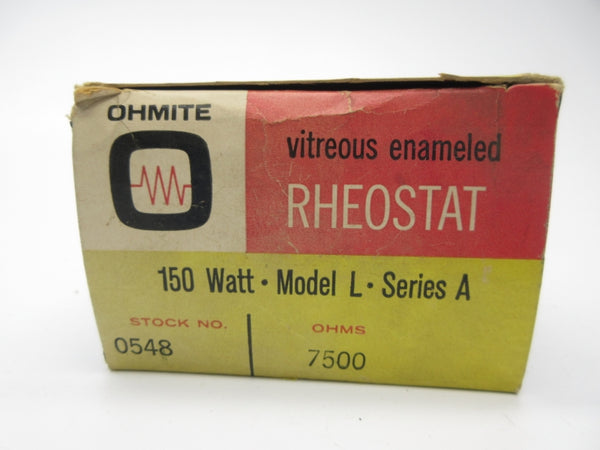 OHMITE
vitreous enameled
RHEOSTAT
150 Watt • Model L • Series A
STOCK NO.
0548
OHMS
7500